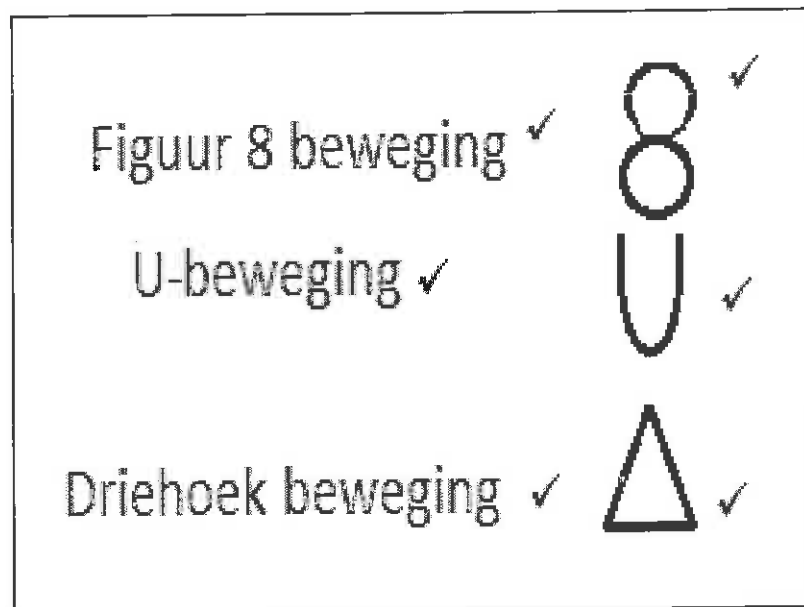 Figuur 8 beweging ✓ ✓
U-beweging ✓ ✓
Driehoek beweging ✓ ✓